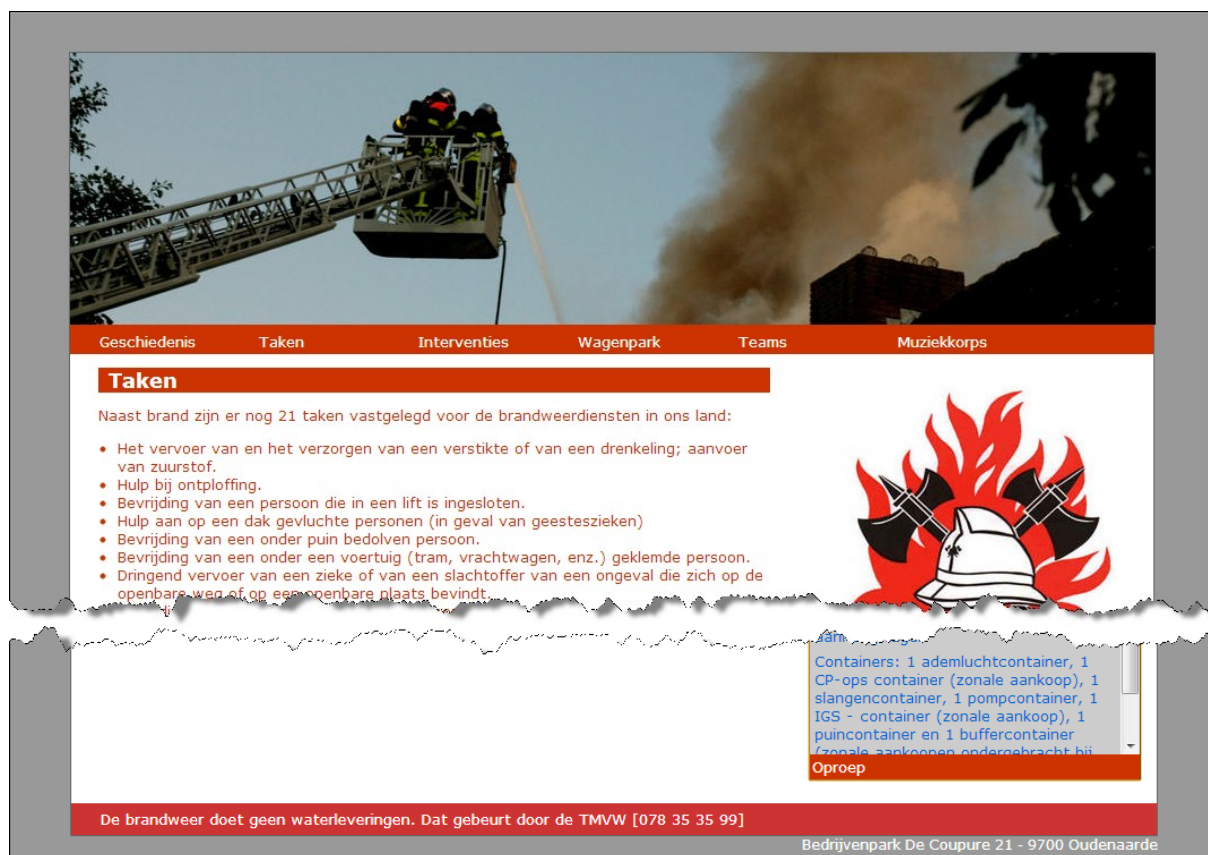 Geschiedenis Taken Interventies Wagenpark Teams Muziekkorps
Taken
Naast brand zijn er nog 21 taken vastgelegd voor de brandweerdiensten in ons land:
Het vervoer van en het verzorgen van een verstikte of van een drenkeling; aanvoer
van zuurstof.
Hulp bij ontploffing.
Bevrijding van een persoon die in een lift is ingesloten.
Hulp aan op een dak gevluchte personen (in geval van geesteszieken)
Bevrijding van een onder puin bedolven persoon.
Bevrijding van een onder een voertuig (tram, vrachtwagen, enz.) geklemde persoon.
Dringend vervoer van een zieke of van een slachtoffer van een ongeval die zich op de
openbare weg of op een openbare plaats bevindt.
Containers: 1 ademluchtcontainer, 1
CP-ops container (zonale aankoop), 1
slangencontainer, 1 pompcontainer, 1
IGS - container (zonale aankoop), 1
puincontainer en 1 buffercontainer
(zonale aankoopen ondergebracht bij
Oproep
De brandweer doet geen waterleveringen. Dat gebeurt door de TMVW [078 35 35 99]
Bedrijvenpark De Coupure 21 - 9700 Oudenaarde